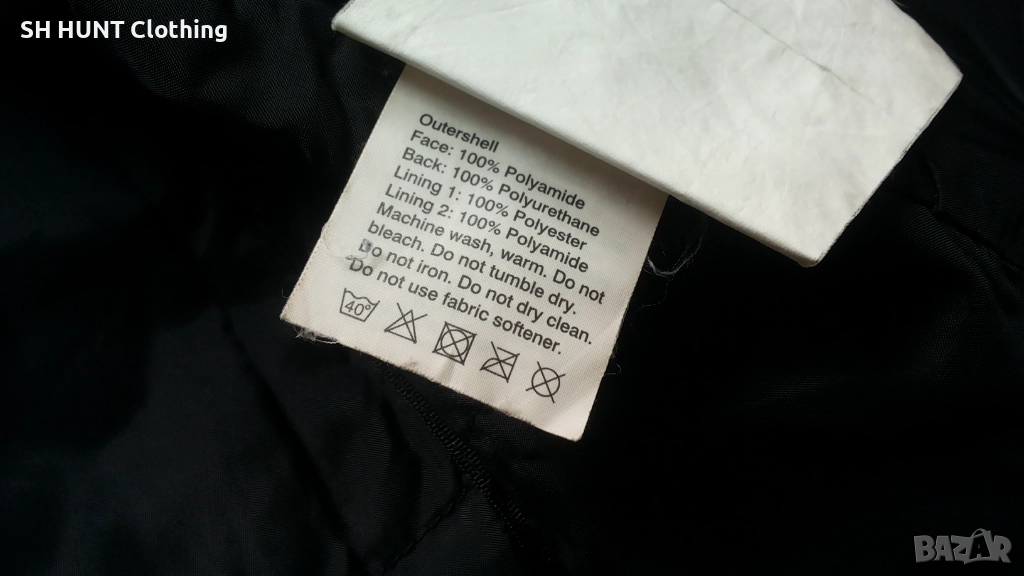 SH HUNT Clothing
Outershell
Face: 100% Polyamide
Back: 100% Polyurethane
Lining 1: 100% Polyester
Lining 2: 100% Polyamide
Machine wash, warm. Do not
bleach. Do not tumble dry.
Do not iron. Do not dry clean.
Do not use fabric softener.
40°
BAZAR